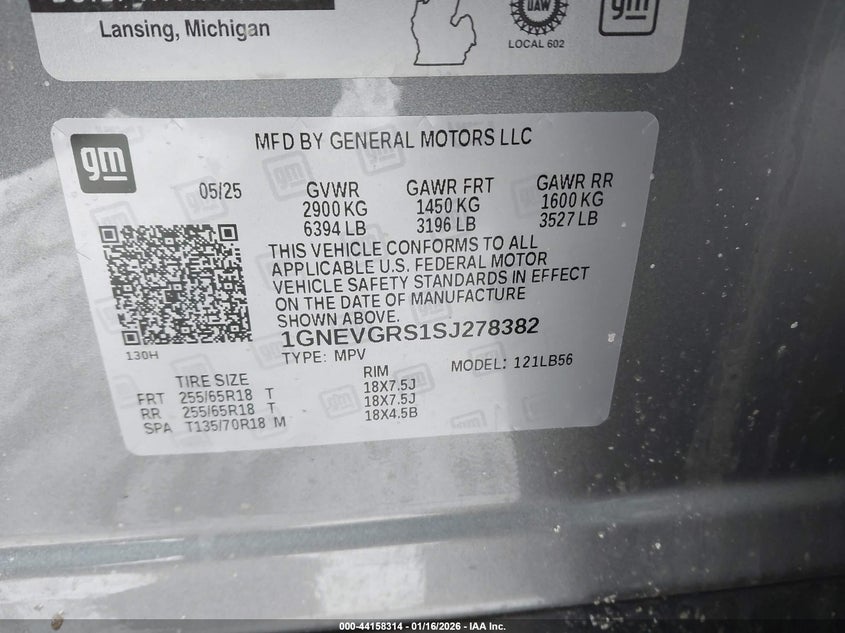 Lansing, Michigan
UAW
LOCAL 602
gm
gm
MFD BY GENERAL MOTORS LLC
05/25
GVWR
2900 KG
6394 LB
GAWR FRT
1450 KG
3196 LB
GAWR RR
1600 KG
3527 LB
THIS VEHICLE CONFORMS TO ALL
APPLICABLE U.S. FEDERAL MOTOR
VEHICLE SAFETY STANDARDS IN EFFECT
ON THE DATE OF MANUFACTURE
SHOWN ABOVE.
1GNEVGRS1SJ278382
TYPE: MPV
MODEL: 121LB56
130H
TIRE SIZE
RIM
FRT 255/65R18 T 18X7.5J
RR 255/65R18 T 18X7.5J
SPA T135/70R18 M 18X4.5B
000-44158314 - 01/16/2026 - IAA Inc.